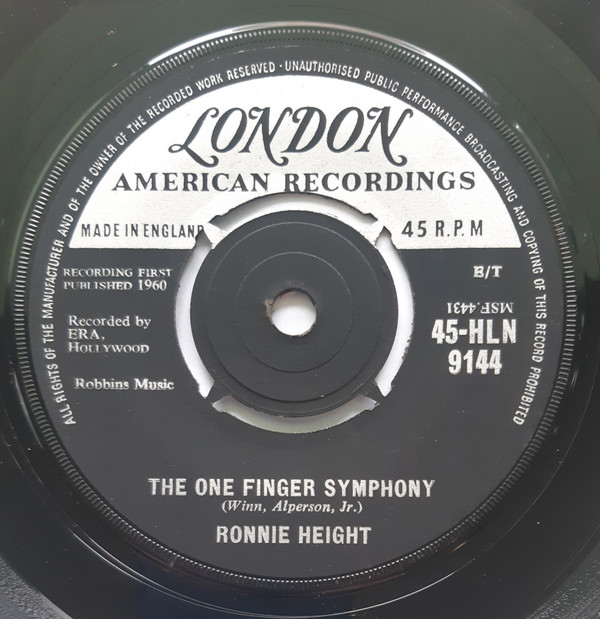 ALL RIGHTS OF THE MANUFACTURER AND OF THE OWNER OF THE RECORDED WORK RESERVED · UNAUTHORISED PUBLIC PERFORMANCE BROADCASTING AND COPYING OF THIS RECORD PROHIBITED
LONDON
AMERICAN RECORDINGS
MADE IN ENGLAND
45 R.P.M
RECORDING FIRST
PUBLISHED 1960
E/T
Recorded by
ERA,
HOLLYWOOD
MSF.4431
45-HLN
9144
Robbins Music
THE ONE FINGER SYMPHONY
(Winn, Alperson, Jr.)
RONNIE HEIGHT